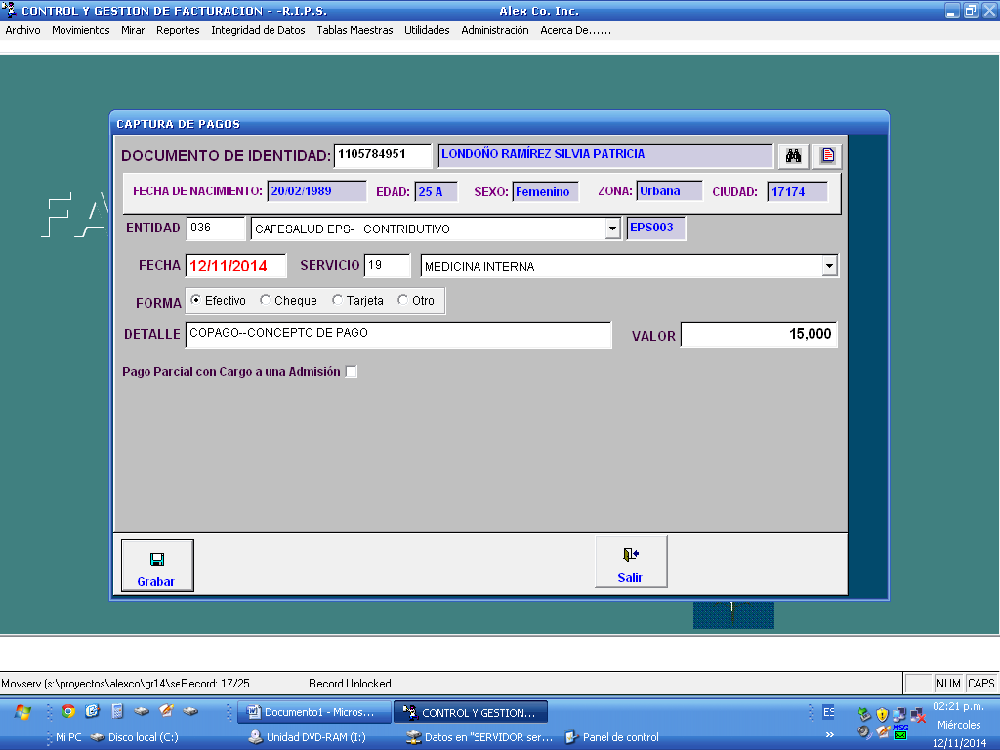 CONTROL Y GESTION DE FACTURACION - -R.I.P.S. Alex Co. Inc.
Archivo Movimientos Mirar Reportes Integridad de Datos Tablas Maestras Utilidades Administración Acerca De......
CAPTURA DE PAGOS
DOCUMENTO DE IDENTIDAD: 1105784951 LONDOÑO RAMÍREZ SILVIA PATRICIA
FECHA DE NACIMIENTO: 20/02/1989 EDAD: 25 A SEXO: Femenino ZONA: Urbana CIUDAD: 17174
FA
ENTIDAD 036 CAFESALUD EPS- CONTRIBUTIVO EPS003
FECHA 12/11/2014 SERVICIO 19 MEDICINA INTERNA
FORMA Efectivo Cheque Tarjeta Otro
DETALLE COPAGO--CONCEPTO DE PAGO VALOR 15,000
Pago Parcial con Cargo a una Admisión
Grabar Salir
Movserv (s:\proyectos\alexco\gr14\seRecord: 17/25 Record Unlocked NUM CAPS
Documento1 - Micros... CONTROL Y GESTION... ES 02:21 p.m.
Mi PC Disco local (C:) Unidad DVD-RAM (I:) Datos en "SERVIDOR ser... Panel de control » MSG Miércoles
12/11/2014